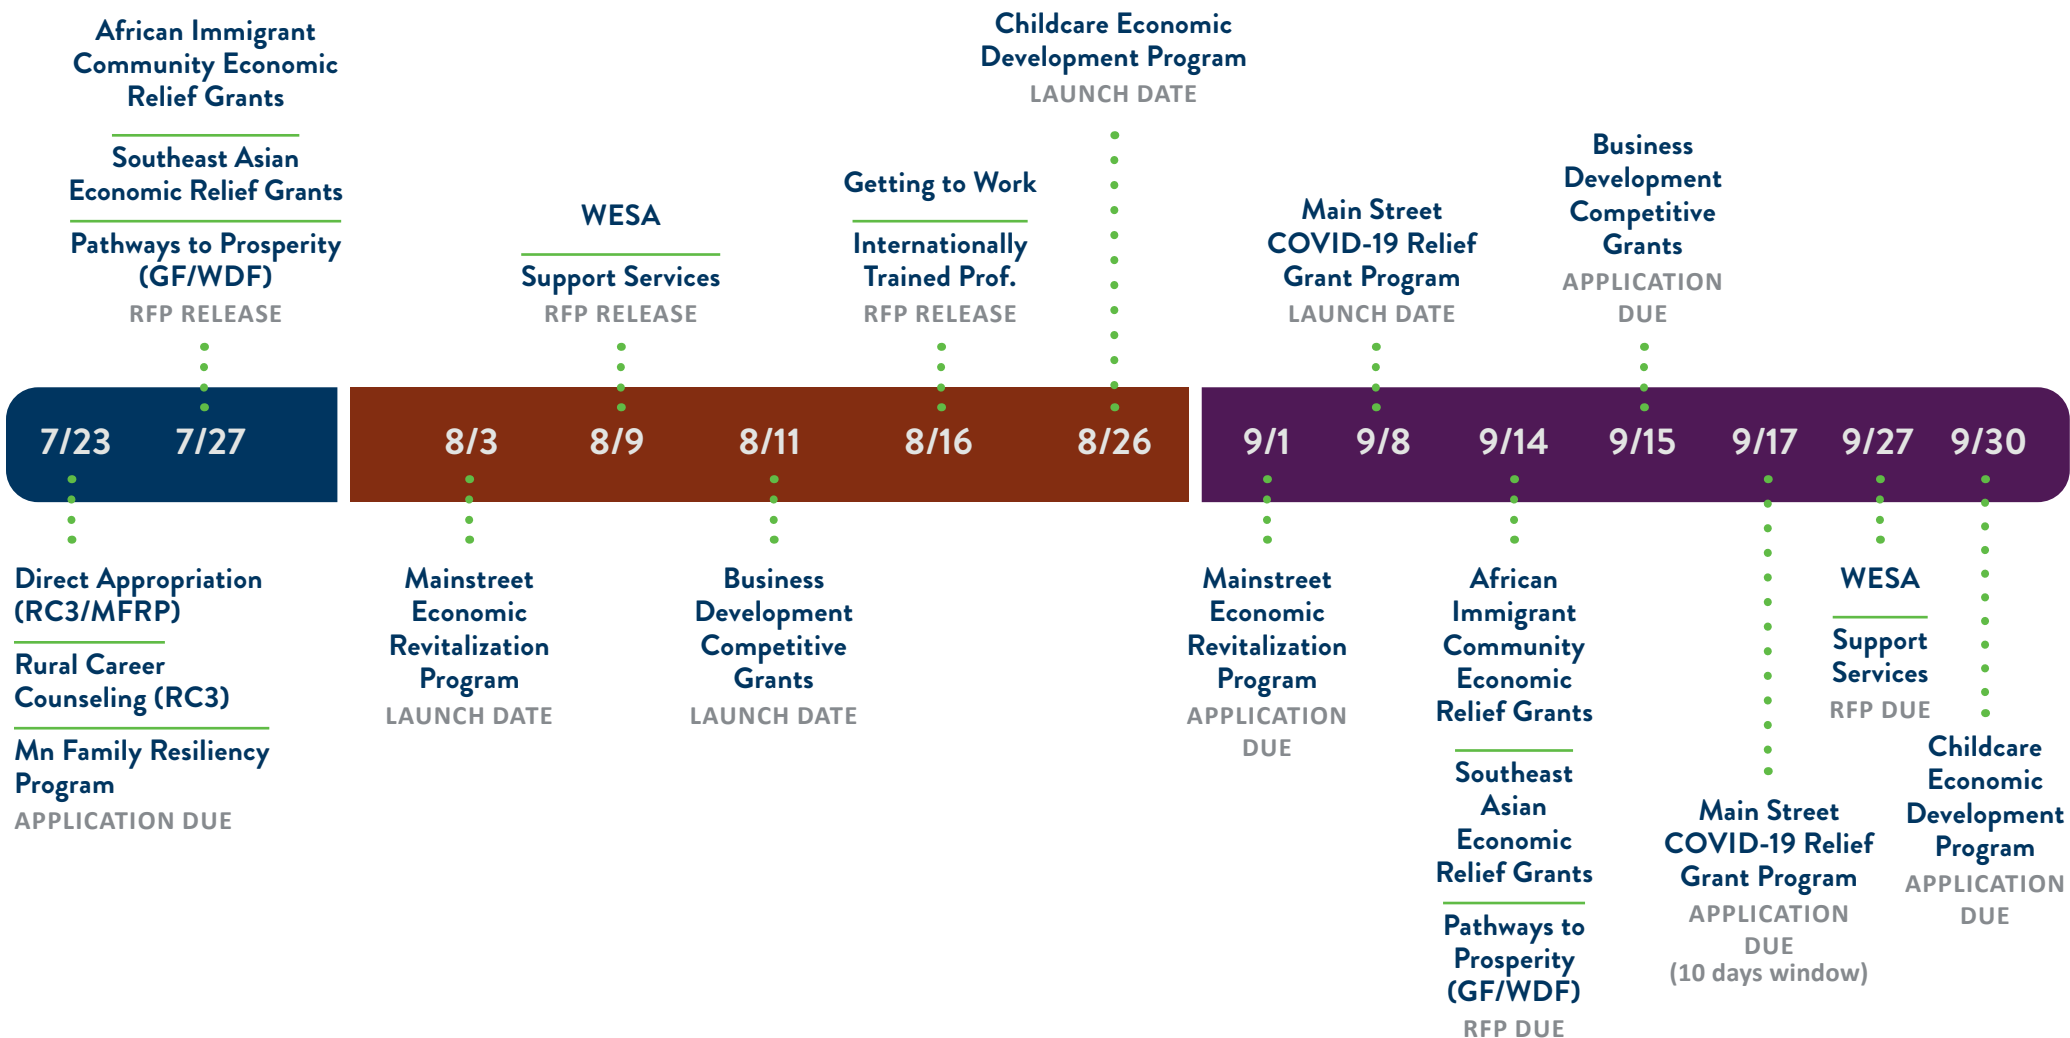 African Immigrant
Community Economic
Relief Grants
Southeast Asian
Economic Relief Grants
Pathways to Prosperity
(GF/WDF)
RFP RELEASE
WESA
Support Services
RFP RELEASE
Getting to Work
Internationally
Trained Prof.
RFP RELEASE
Childcare Economic
Development Program
LAUNCH DATE
Main Street
COVID-19 Relief
Grant Program
LAUNCH DATE
Business
Development
Competitive
Grants
APPLICATION
DUE
7/23 7/27 8/3 8/9 8/11 8/16 8/26 9/1 9/8 9/14 9/15 9/17 9/27 9/30
Direct Appropriation
(RC3/MFRP)
Rural Career
Counseling (RC3)
Mn Family Resiliency
Program
APPLICATION DUE
Mainstreet
Economic
Revitalization
Program
LAUNCH DATE
Business
Development
Competitive
Grants
LAUNCH DATE
Mainstreet
Economic
Revitalization
Program
APPLICATION
DUE
African
Immigrant
Community
Economic
Relief Grants
Southeast
Asian
Economic
Relief Grants
Pathways to
Prosperity
(GF/WDF)
RFP DUE
Main Street
COVID-19 Relief
Grant Program
APPLICATION
DUE
(10 days window)
WESA
Support
Services
RFP DUE
Childcare
Economic
Development
Program
APPLICATION
DUE